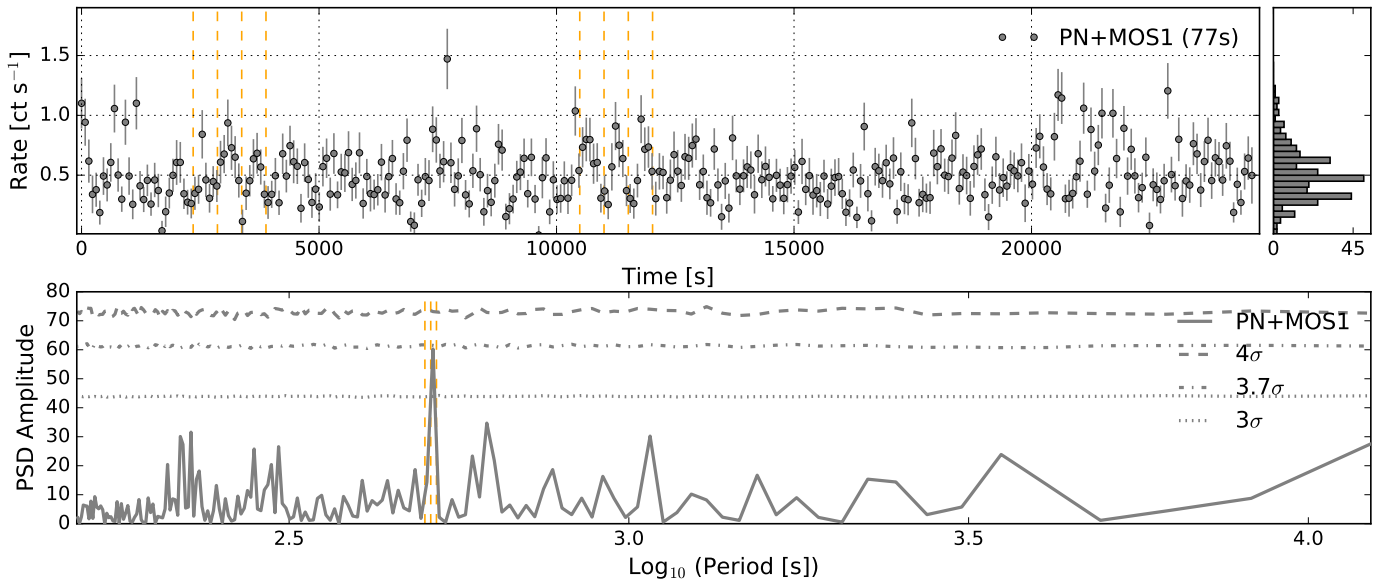 PN+MOS1 (77s)
Rate [ct s⁻¹]
1.5
1.0
0.5
0
5000
10000
15000
20000
0
45
Time [s]
PSD Amplitude
80
70
60
50
40
30
20
10
0
PN+MOS1
4σ
3.7σ
3σ
2.5
3.0
3.5
4.0
Log₁₀ (Period [s])